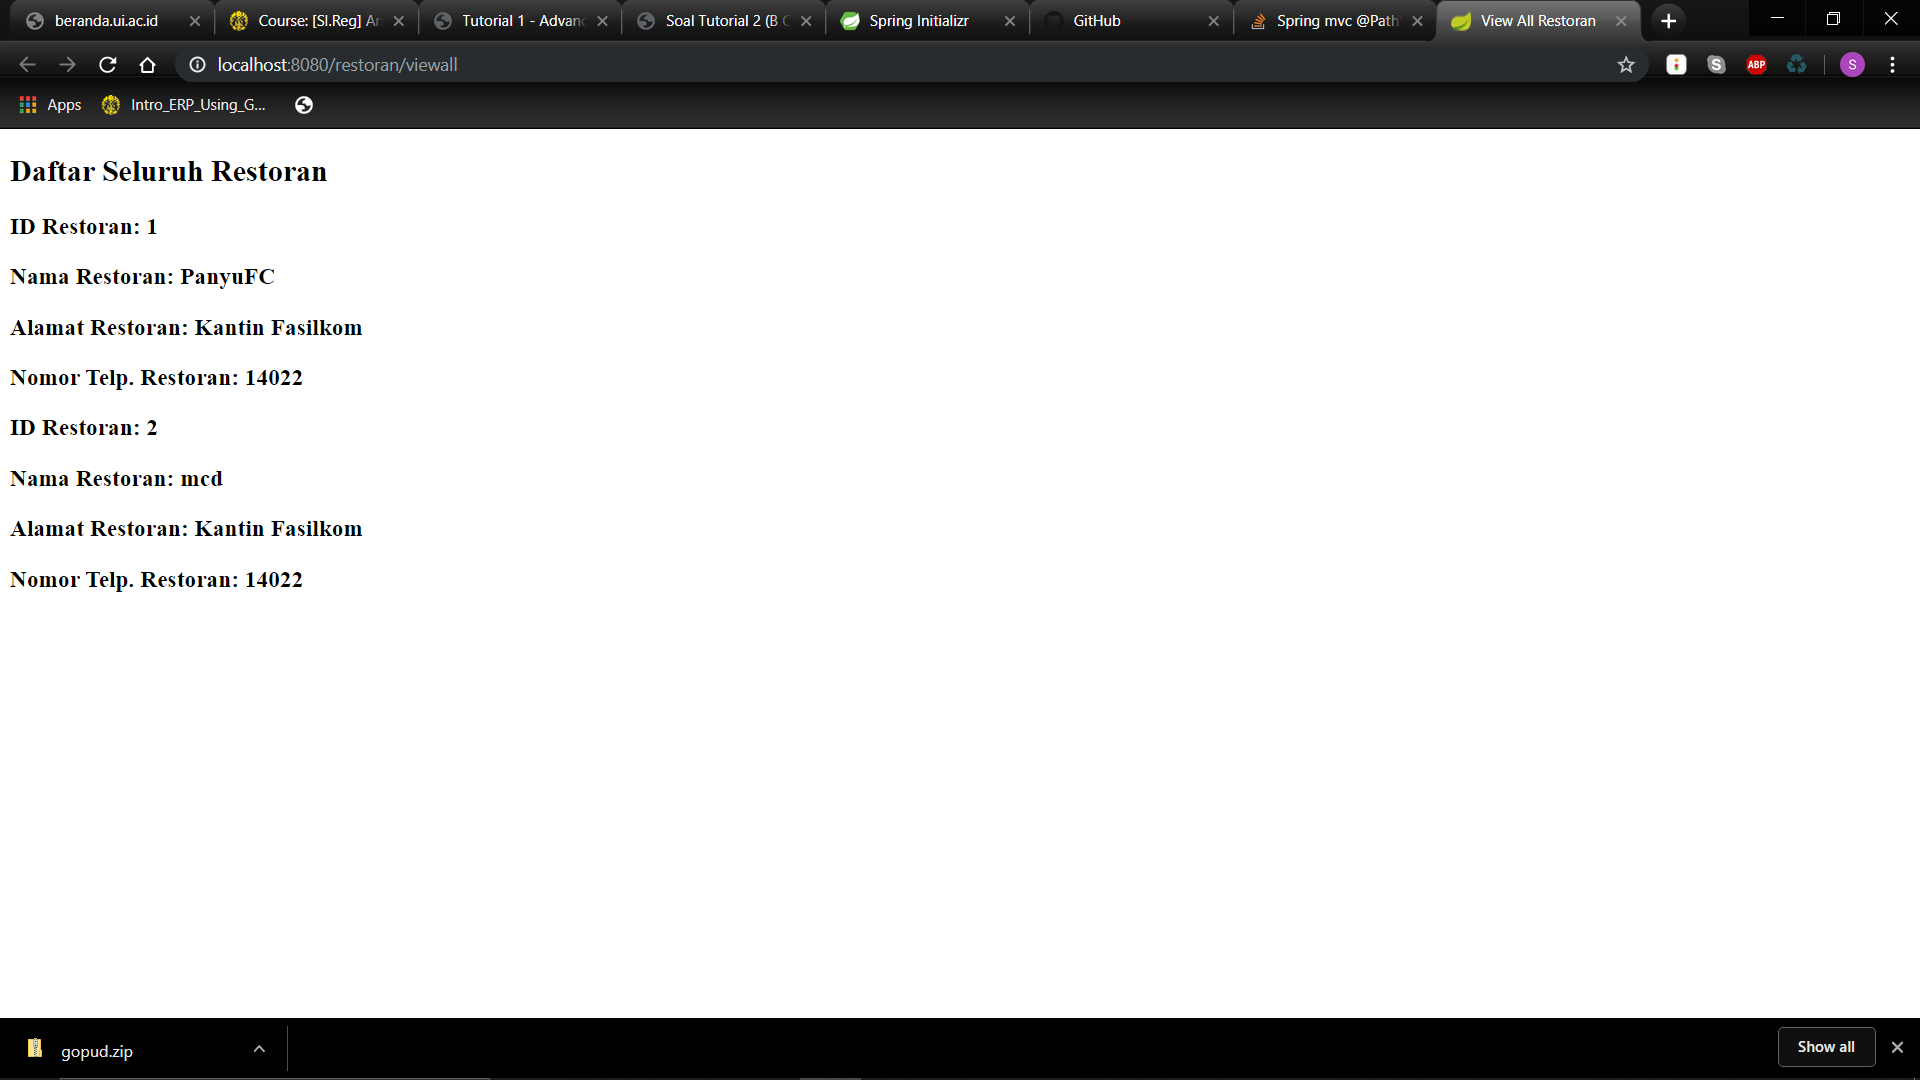 beranda.ui.ac.id
Course: [SI.Reg] Ar
Tutorial 1 - Advanc
Soal Tutorial 2 (B C
Spring Initializr
GitHub
Spring mvc @Path
View All Restoran
localhost:8080/restoran/viewall
ABP
S
Apps
Intro_ERP_Using_G...
Daftar Seluruh Restoran
ID Restoran: 1
Nama Restoran: PanyuFC
Alamat Restoran: Kantin Fasilkom
Nomor Telp. Restoran: 14022
ID Restoran: 2
Nama Restoran: mcd
Alamat Restoran: Kantin Fasilkom
Nomor Telp. Restoran: 14022
gopud.zip
Show all